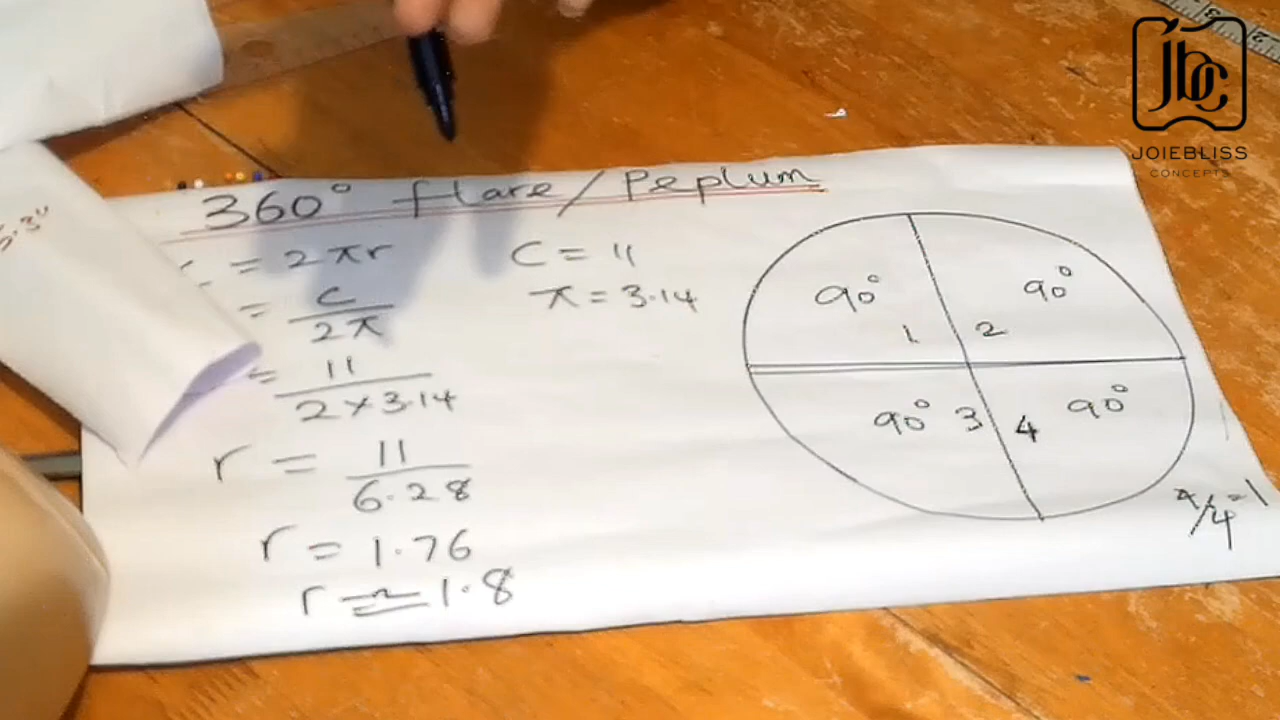 360° flare/Peplum
= 2πr
= c/2π
= 11/2×3.14
r = 11/6.28
r = 1.76
r ≈ 1.8
C = 11
π = 3.14
90° 90°
1 2
90° 3 4 90°
4/4=1
jbc
JOIEBLISS
CONCEPTS